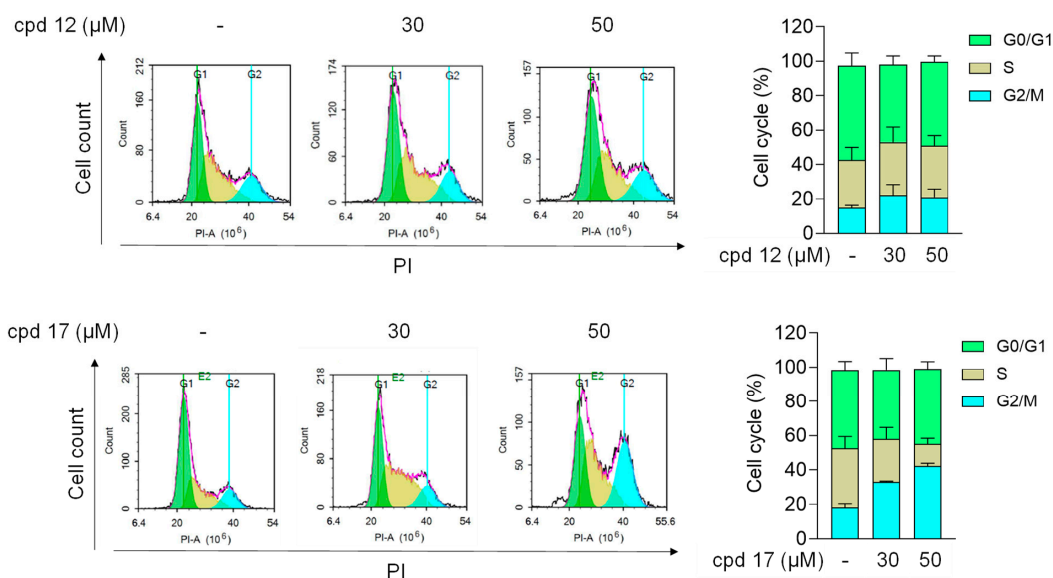 cpd 12 (µM) - 30 50
Cell count
212
160
80
0
Count
G1 G2
6.4 20 40 54
PI-A (10⁶)
174
120
60
0
Count
G1 G2
6.4 20 40 54
PI-A (10⁶)
157
100
50
0
Count
G1 G2
6.4 20 40 54
PI-A (10⁶)
PI
Cell cycle (%)
120
100
80
60
40
20
0
G0/G1
S
G2/M
cpd 12 (µM) - 30 50
cpd 17 (µM) - 30 50
Cell count
285
200
100
0
Count
G1 E2 G2
6.4 20 40 54
PI-A (10⁶)
218
160
80
0
Count
G1 E2 G2
6.4 20 40 54
PI-A (10⁶)
157
100
50
0
Count
G1 E2 G2
6.4 20 40 55.6
PI-A (10⁶)
PI
Cell cycle (%)
120
100
80
60
40
20
0
G0/G1
S
G2/M
cpd 17 (µM) - 30 50